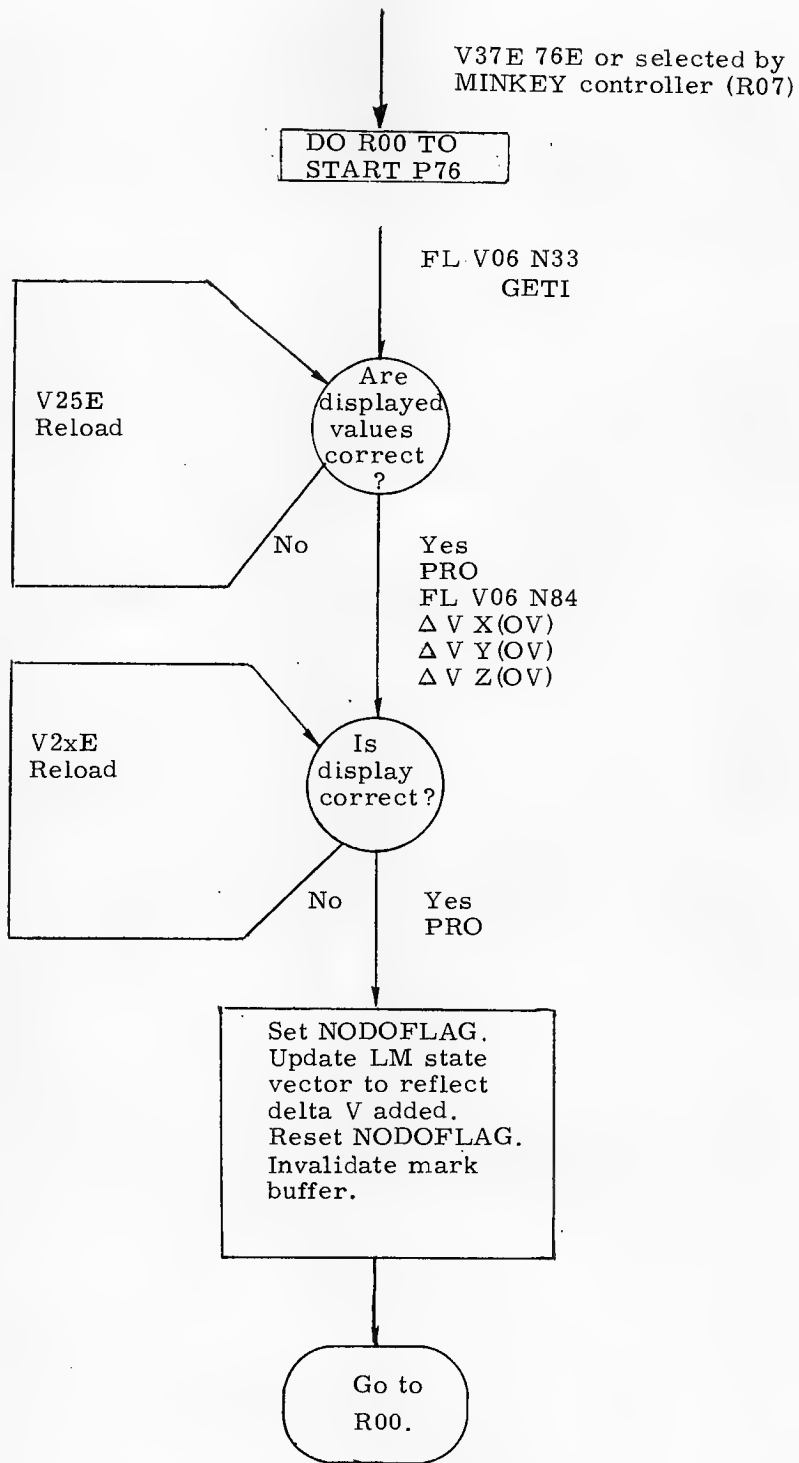 V37E 76E or selected by
MINKEY controller (R07)
DO R00 TO
START P76
FL V06 N33
GETI
Are
displayed
values
correct
?
V25E
Reload
No
Yes
PRO
FL V06 N84
Δ V X(OV)
Δ V Y(OV)
Δ V Z(OV)
Is
display
correct?
V2xE
Reload
No
Yes
PRO
Set NODOFLAG.
Update LM state
vector to reflect
delta V added.
Reset NODOFLAG.
Invalidate mark
buffer.
Go to
R00.